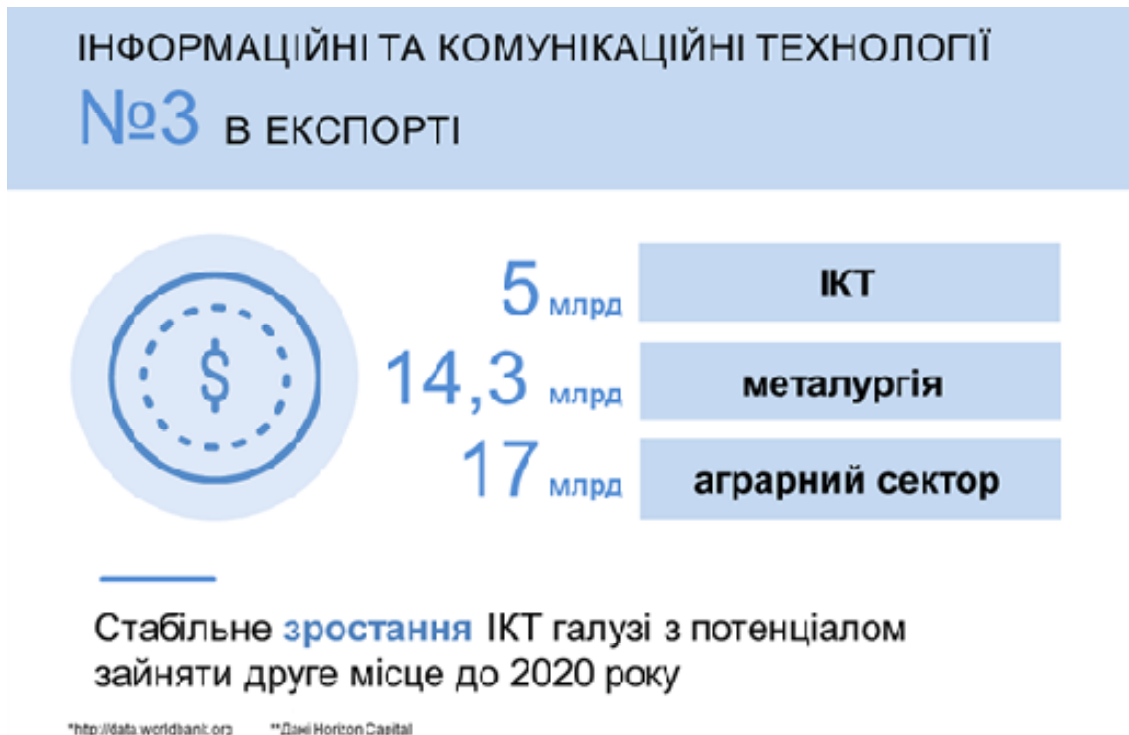 ІНФОРМАЦІЙНІ ТА КОМУНІКАЦІЙНІ ТЕХНОЛОГІЇ
№3 В ЕКСПОРТІ
$
5 млрд ІКТ
14,3 млрд металургія
17 млрд аграрний сектор
Стабільне зростання ІКТ галузі з потенціалом
зайняти друге місце до 2020 року
*http://data.worldbank.org **Дані Horizon Capital